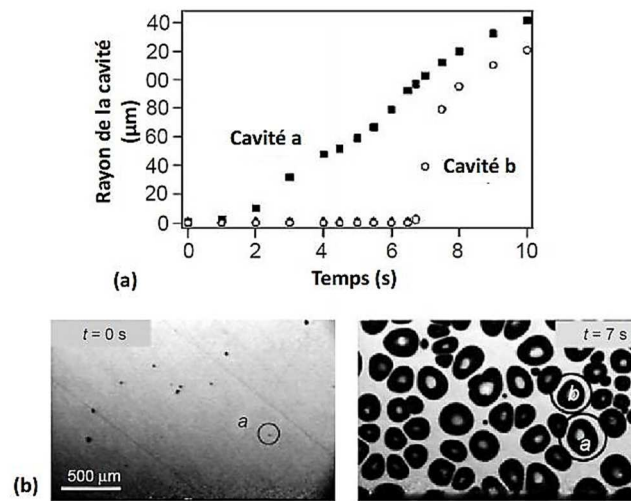 40
20
00
80
60
40
20
0
Rayon de la cavité
(µm)
Cavité a
Cavité b
0 2 4 6 8 10
Temps (s)
(a)
t = 0 s
a
500 µm
(b)
t = 7 s
b
a